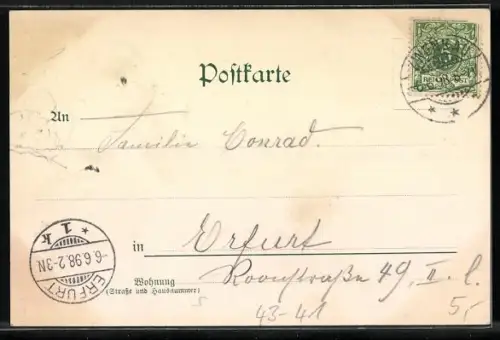 Postkarte
An Familie Conrad.
in Erfurt
Wohnung Roonstraße 49, II. l.
(Straße und Hausnummer)
43-41
5,-
ERFURT
* 1 k
6.6.98.2-3N